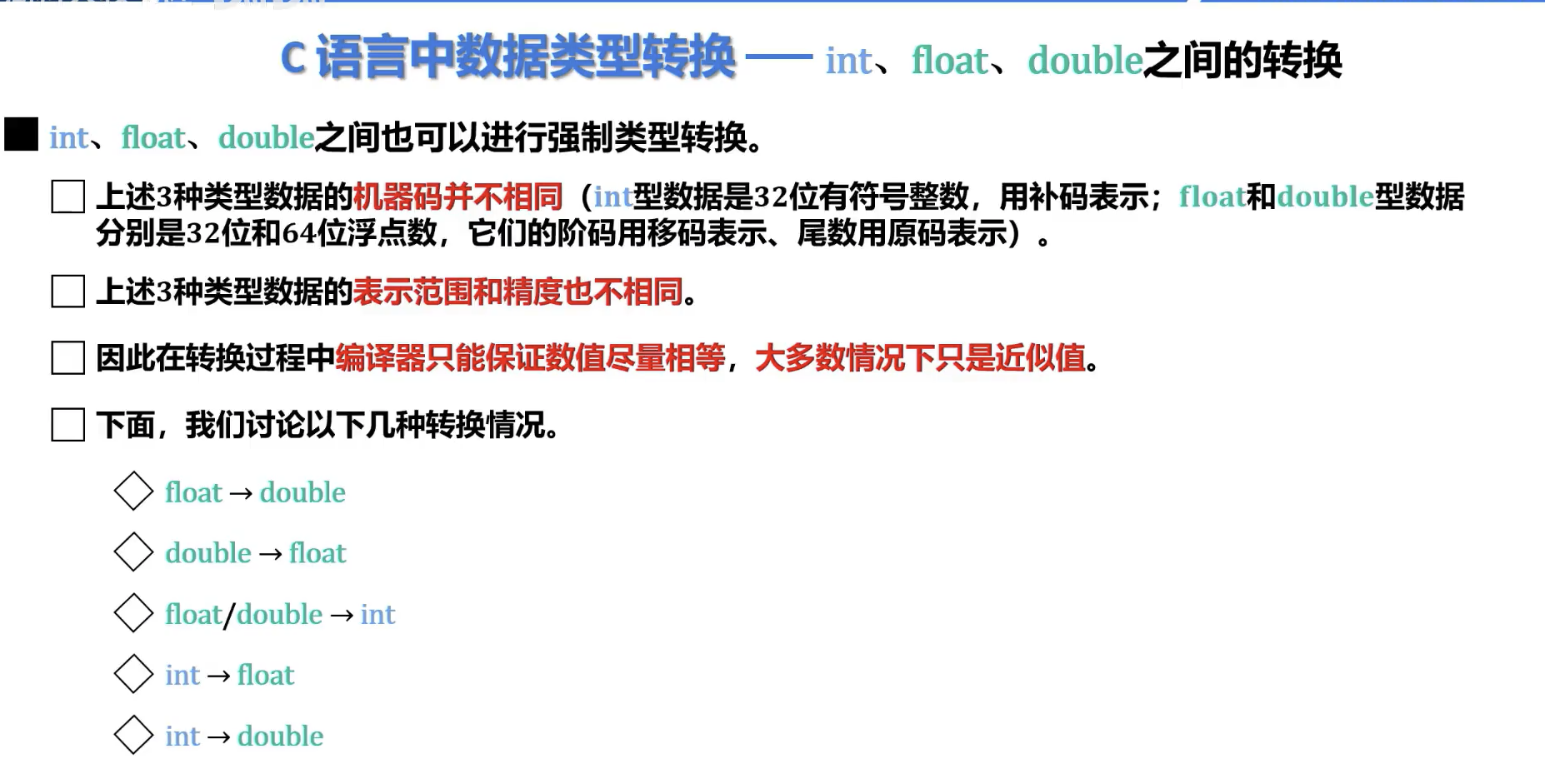 C 语言中数据类型转换 —— int、float、double之间的转换
int、float、double之间也可以进行强制类型转换。
上述3种类型数据的机器码并不相同（int型数据是32位有符号整数，用补码表示；float和double型数据
分别是32位和64位浮点数，它们的阶码用移码表示、尾数用原码表示）。
上述3种类型数据的表示范围和精度也不相同。
因此在转换过程中编译器只能保证数值尽量相等，大多数情况下只是近似值。
下面，我们讨论以下几种转换情况。
float → double
double → float
float/double → int
int → float
int → double